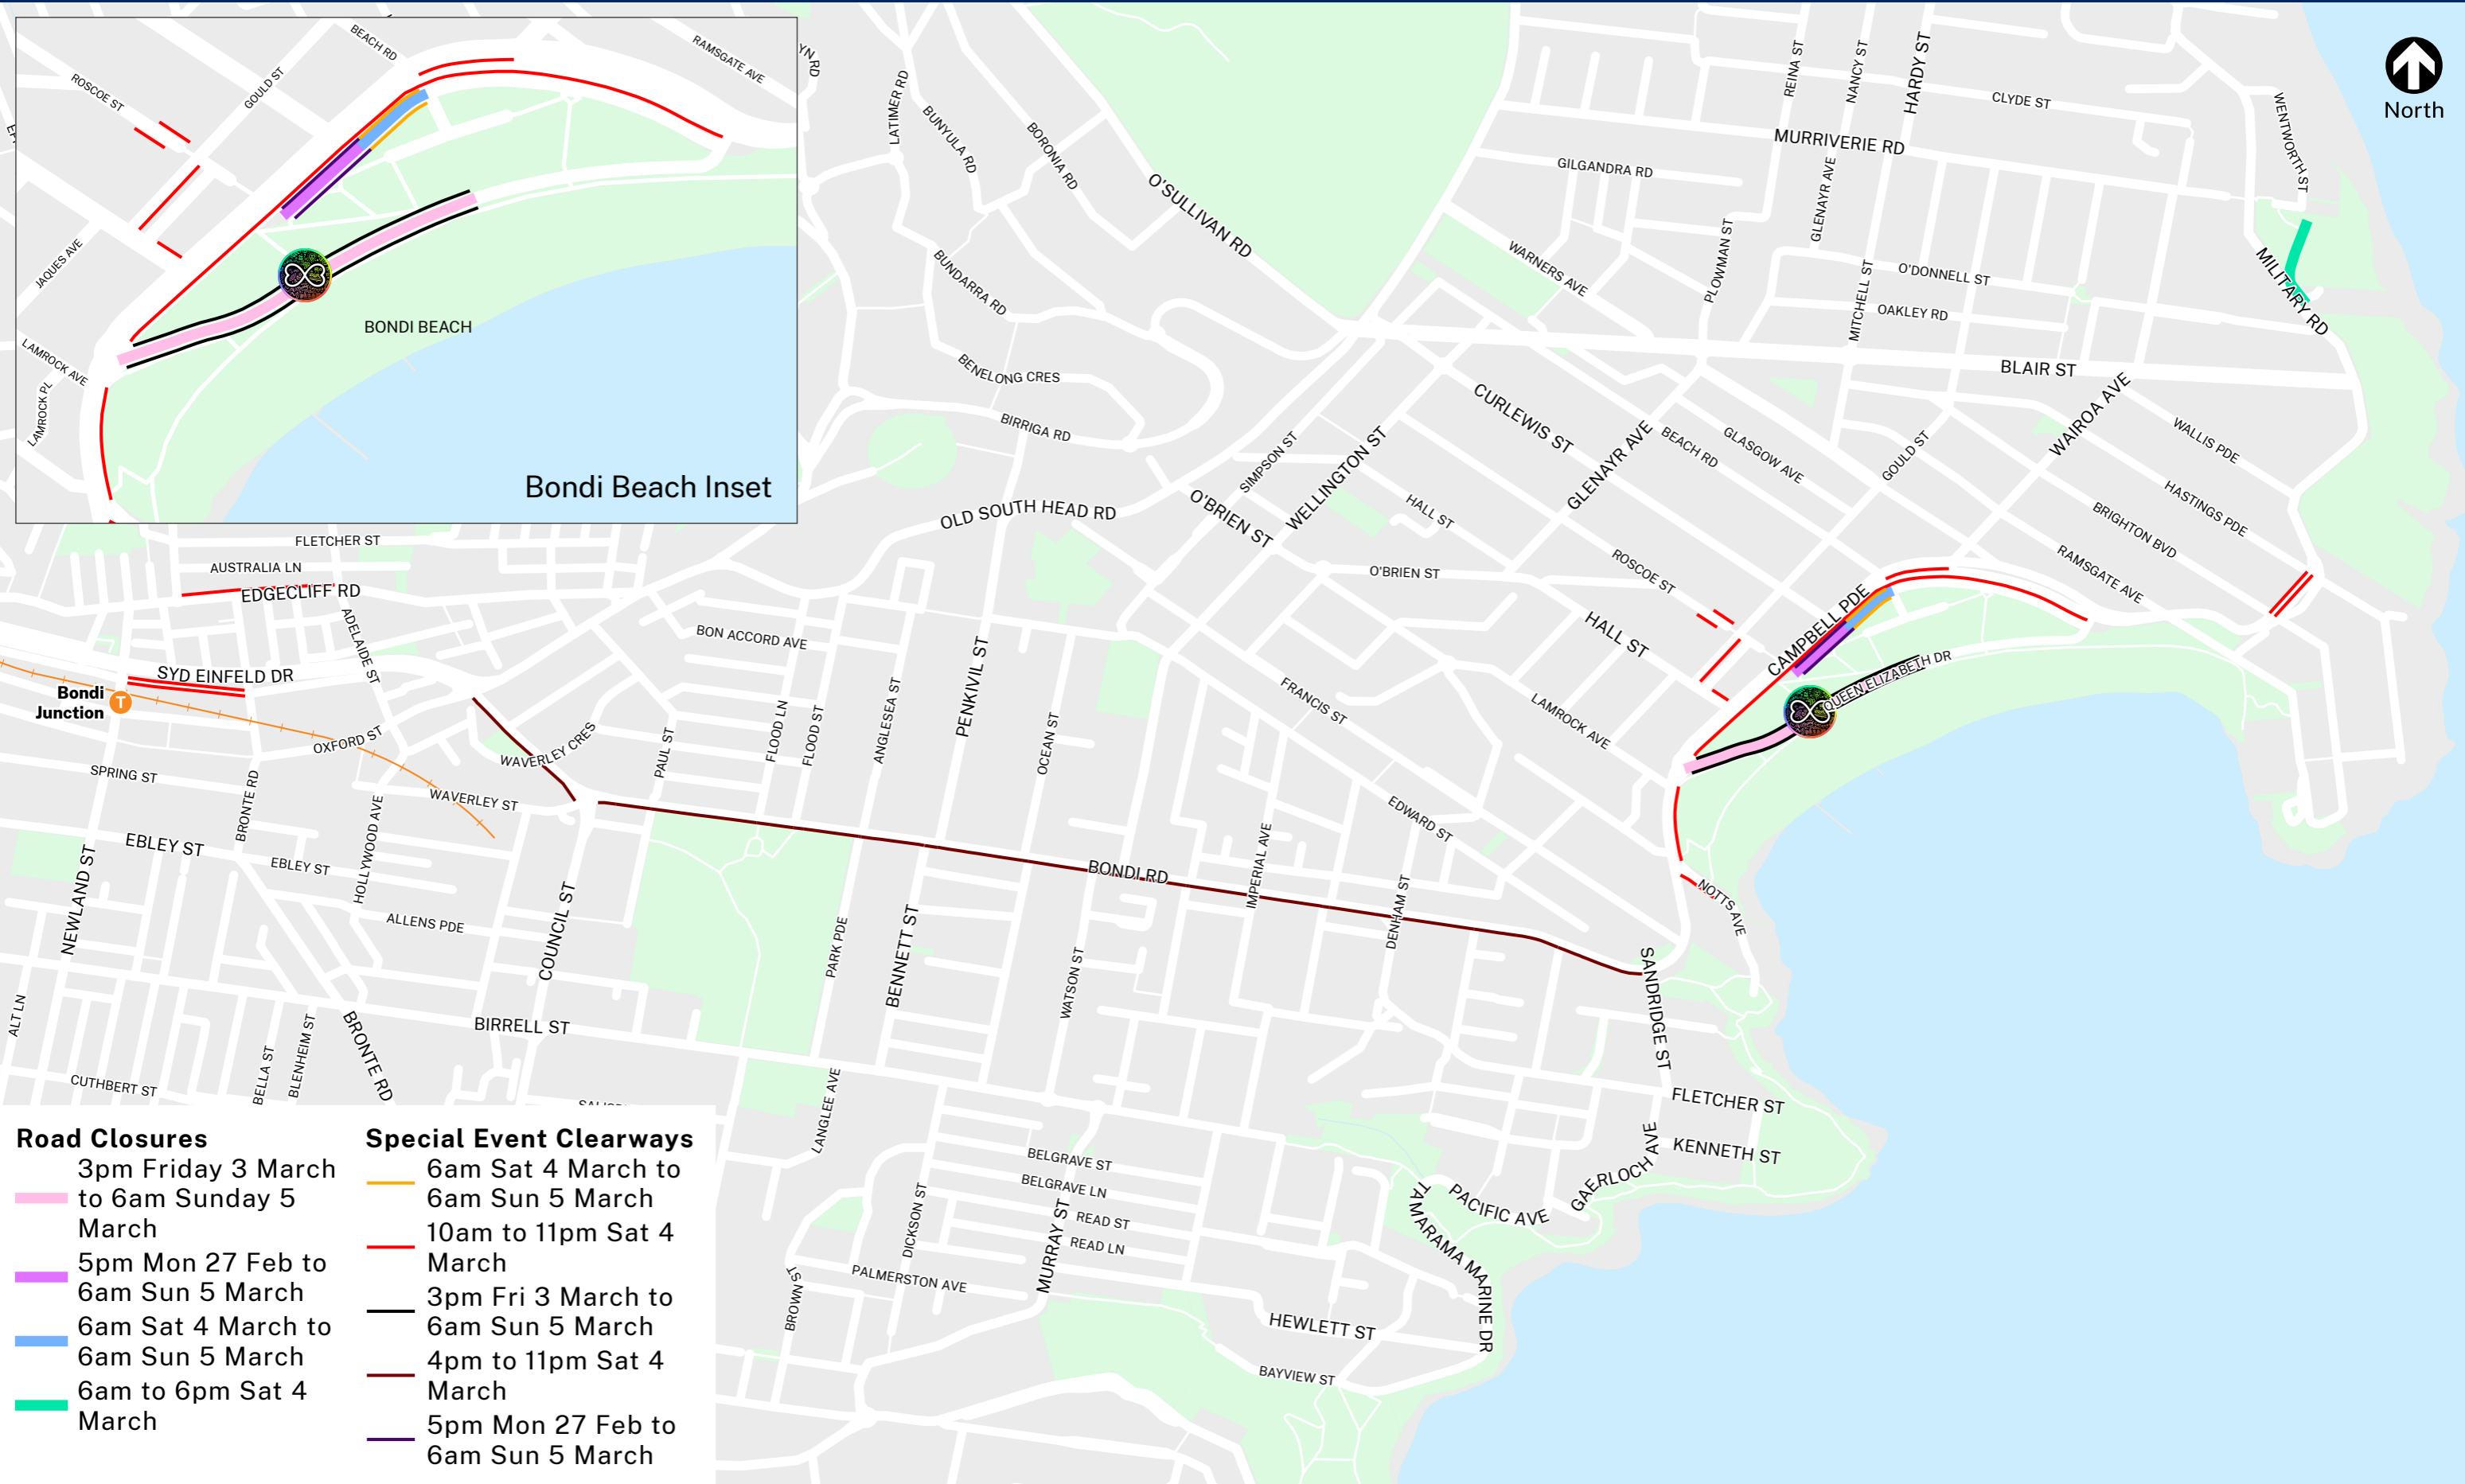 BEACH RD
RAMSGATE AVE
ROSCOE ST
GOULD ST
JAQUES AVE
LAMROCK AVE
LAMROCK PL
BONDI BEACH
Bondi Beach Inset
YN RD
LATIMER RD
BUNYULA RD
BORONIA RD
O'SULLIVAN RD
BUNDARRA RD
BENELONG CRES
BIRRIGA RD
OLD SOUTH HEAD RD
REINA ST
NANCY ST
HARDY ST
CLYDE ST
WENTWORTH ST
North
MURRIVERIE RD
GILGANDRA RD
GLENAYR AVE
PLOWMAN ST
WARNERS AVE
O'DONNELL ST
OAKLEY RD
MITCHELL ST
MILITARY RD
BLAIR ST
CURLEWIS ST
BEACH RD
GLASGOW AVE
GLENAYR AVE
GOULD ST
WAIROA AVE
WALLIS PDE
HASTINGS PDE
BRIGHTON BVD
RAMSGATE AVE
SIMPSON ST
WELLINGTON ST
O'BRIEN ST
HALL ST
O'BRIEN ST
ROSCOE ST
HALL ST
CAMPBELL PDE
QUEEN ELIZABETH DR
LAMROCK AVE
FRANCIS ST
EDWARD ST
NOTTS AVE
FLETCHER ST
AUSTRALIA LN
EDGECLIFF RD
ADELAIDE ST
SYD EINFELD DR
Bondi
Junction
T
OXFORD ST
SPRING ST
BRONTE RD
WAVERLEY CRES
WAVERLEY ST
HOLLYWOOD AVE
EBLEY ST
EBLEY ST
NEWLAND ST
ALLENS PDE
COUNCIL ST
BON ACCORD AVE
PAUL ST
FLOOD LN
FLOOD ST
ANGLESEA ST
PENKIVIL ST
OCEAN ST
BONDI RD
IMPERIAL AVE
DENHAM ST
PARK PDE
BENNETT ST
WATSON ST
SANDRIDGE ST
ALT LN
BIRRELL ST
BRONTE RD
BELLA ST
BLENHEIM ST
CUTHBERT ST
LANGLEE AVE
FLETCHER ST
KENNETH ST
GAERLOCH AVE
PACIFIC AVE
TAMARAMA MARINE DR
BELGRAVE ST
BELGRAVE LN
READ ST
READ LN
DICKSON ST
MURRAY ST
PALMERSTON AVE
BROWN ST
HEWLETT ST
BAYVIEW ST
Road Closures
3pm Friday 3 March
to 6am Sunday 5
March
5pm Mon 27 Feb to
6am Sun 5 March
6am Sat 4 March to
6am Sun 5 March
6am to 6pm Sat 4
March
Special Event Clearways
6am Sat 4 March to
6am Sun 5 March
10am to 11pm Sat 4
March
3pm Fri 3 March to
6am Sun 5 March
4pm to 11pm Sat 4
March
5pm Mon 27 Feb to
6am Sun 5 March